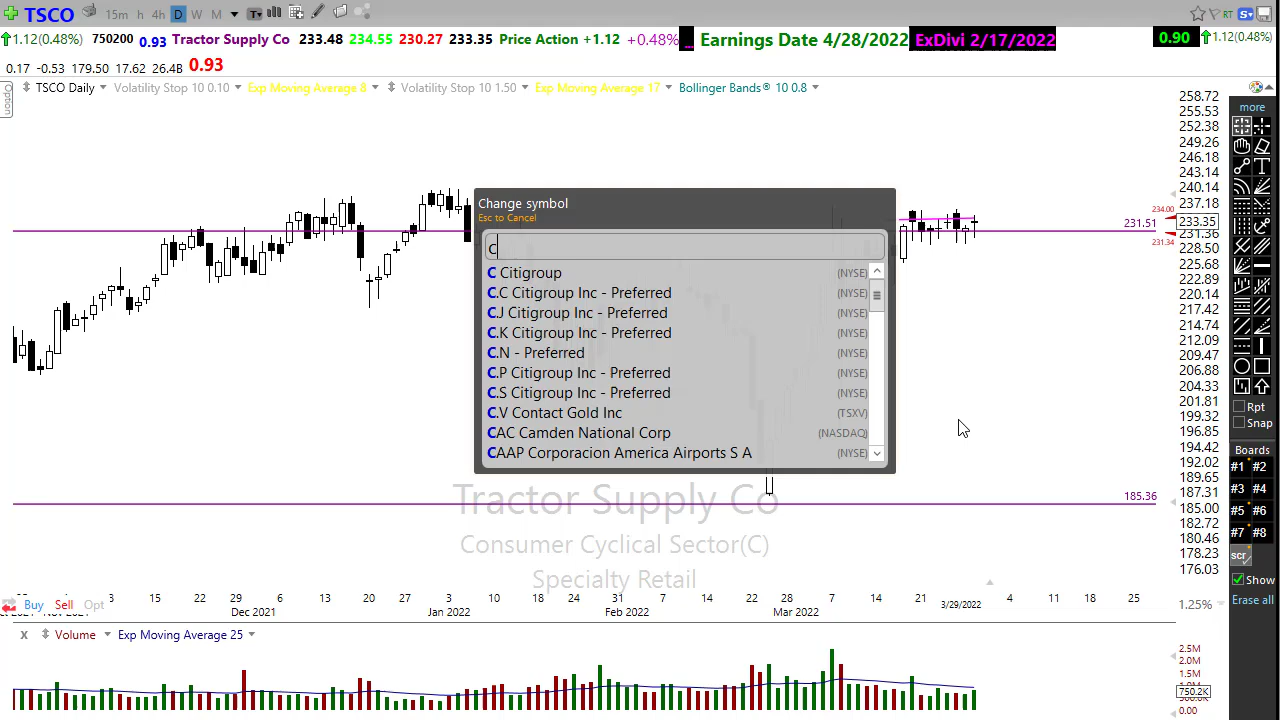 TSCO 15m h 4h D W M T RT S
1.12(0.48%) 750200 0.93 Tractor Supply Co 233.48 234.55 230.27 233.35 Price Action +1.12 +0.48% ... Earnings Date 4/28/2022 ExDivi 2/17/2022 0.90 1.12(0.48%)
0.17 -0.53 179.50 17.62 26.4B 0.93
Option
TSCO Daily Volatility Stop 10 0.10 Exp Moving Average 8 Volatility Stop 10 1.50 Exp Moving Average 17 Bollinger Bands® 10 0.8
258.72
255.53
252.38
249.26
246.18
243.14
240.14
237.18
234.00
233.35
231.51
231.36
231.34
228.50
225.68
222.89
220.14
217.42
214.74
212.09
209.47
206.88
204.33
201.81
199.32
196.85
194.42
192.02
189.65
187.31
185.36
185.00
182.72
180.46
178.23
176.03
Change symbol
Esc to Cancel
C
C Citigroup (NYSE)
C.C Citigroup Inc - Preferred (NYSE)
C.J Citigroup Inc - Preferred (NYSE)
C.K Citigroup Inc - Preferred (NYSE)
C.N - Preferred (NYSE)
C.P Citigroup Inc - Preferred (NYSE)
C.S Citigroup Inc - Preferred (NYSE)
C.V Contact Gold Inc (TSXV)
CAC Camden National Corp (NASDAQ)
CAAP Corporacion America Airports S A (NYSE)
Tractor Supply Co
Consumer Cyclical Sector(C)
Specialty Retail
more
Rpt
Snap
Boards
#1 #2
#3 #4
#5 #6
#7 #8
scr
Show
Erase all
Buy Sell Opt
15 22 29 6 13 20 27 10 18 24 31 7 14 22 28 7 14 21 3/29/2022 4 11 18 25 1.25%
Dec 2021 Jan 2022 Feb 2022 Mar 2022
X Volume Exp Moving Average 25
2.5M
2.0M
1.5M
750.2K
0.00